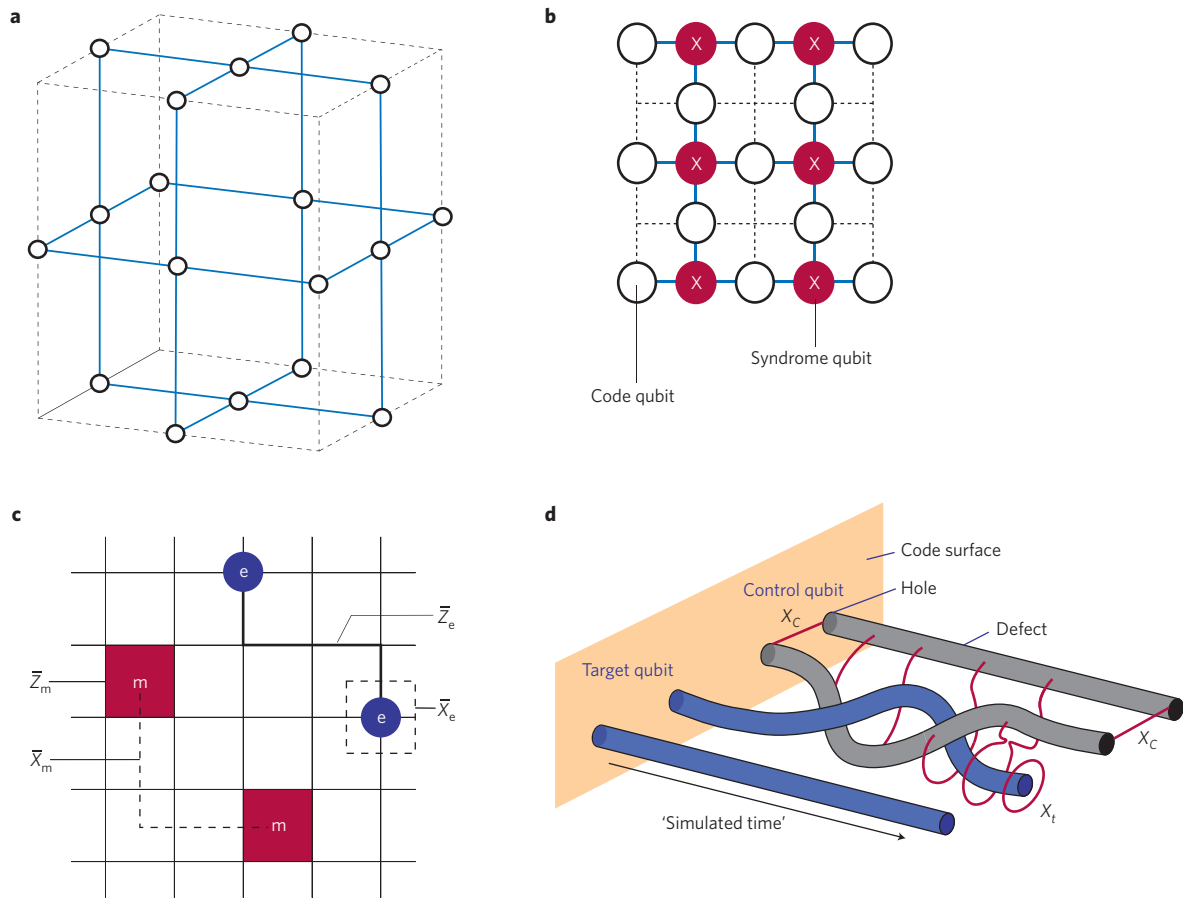 a
b
X X
X X
X X
Syndrome qubit
Code qubit
c
e
Z̅e
Z̅m
m
e
X̅e
X̅m
m
d
Code surface
Control qubit
Hole
XC
Defect
Target qubit
XC
'Simulated time'
Xt